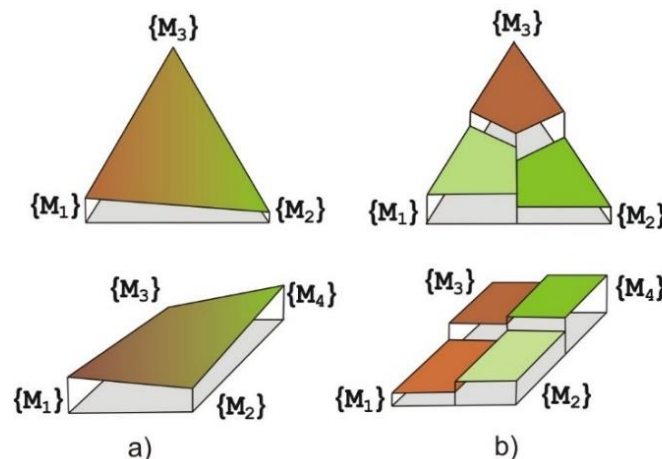 {M₃} {M₃}
{M₁} {M₂} {M₁} {M₂}
{M₃} {M₄} {M₃} {M₄}
{M₁} {M₂} {M₁} {M₂}
a) b)